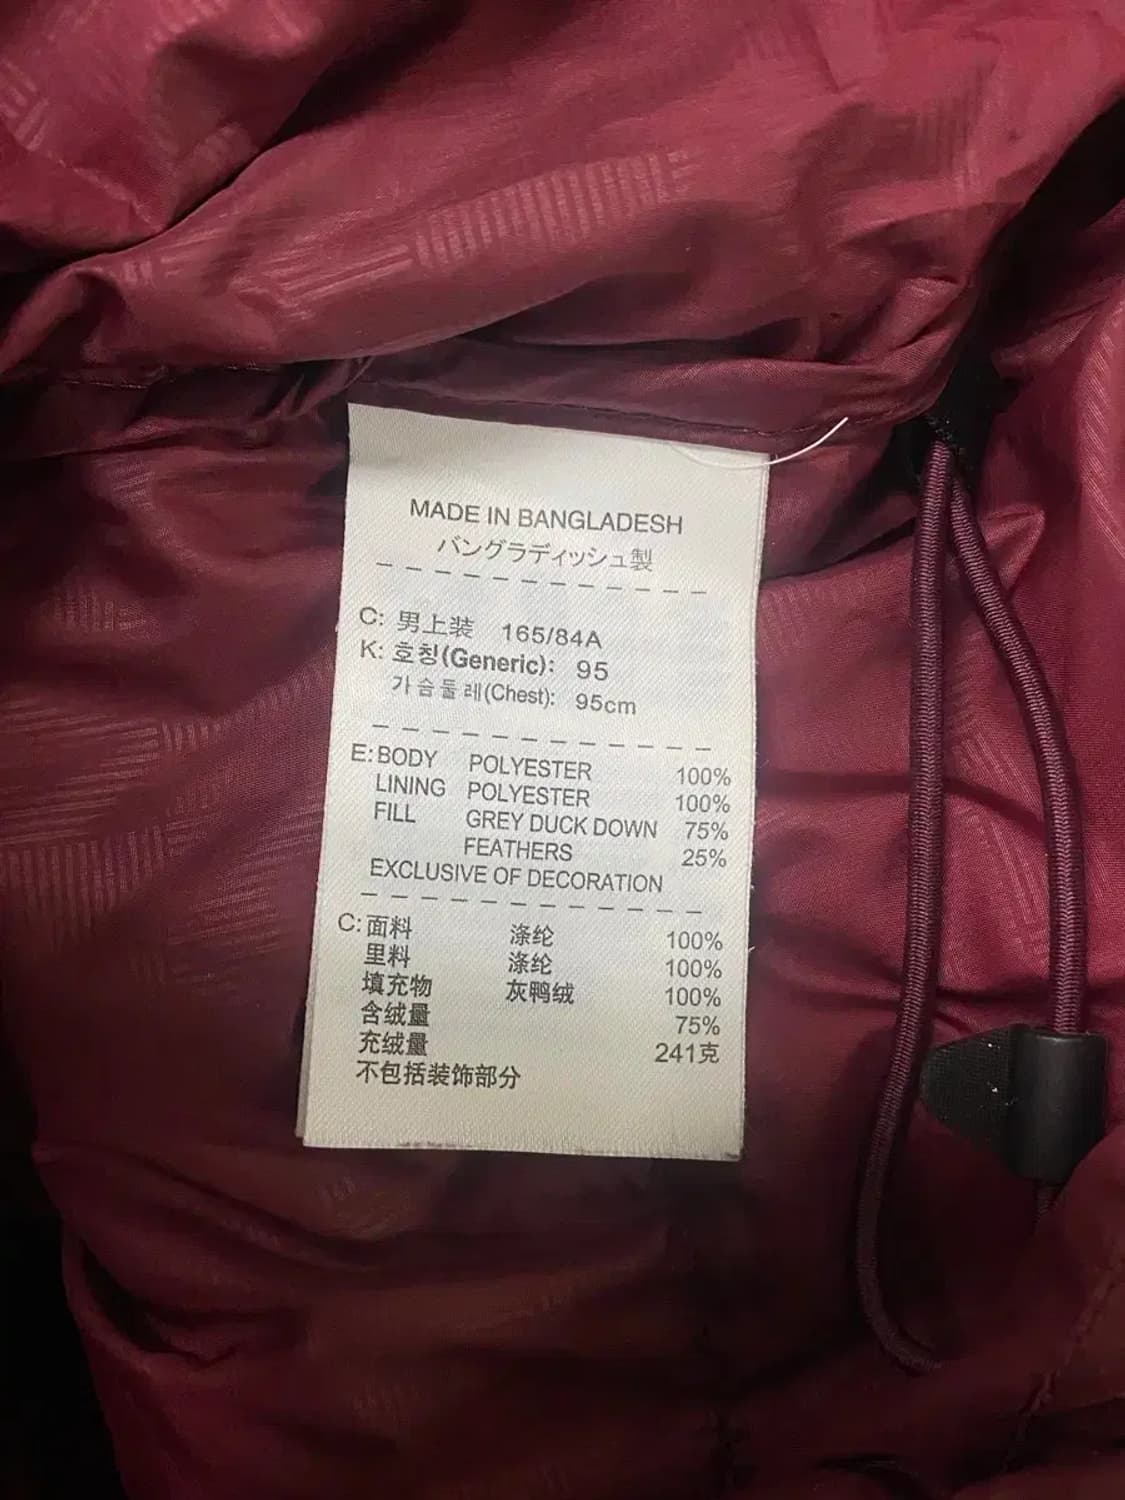 MADE IN BANGLADESH
バングラディッシュ製
C: 男上装 165/84A
K: 호칭(Generic): 95
가슴둘레(Chest): 95cm
E: BODY POLYESTER 100%
LINING POLYESTER 100%
FILL GREY DUCK DOWN 75%
FEATHERS 25%
EXCLUSIVE OF DECORATION
C: 面料 涤纶 100%
里料 涤纶 100%
填充物 灰鸭绒 100%
含绒量 75%
充绒量 241克
不包括装饰部分